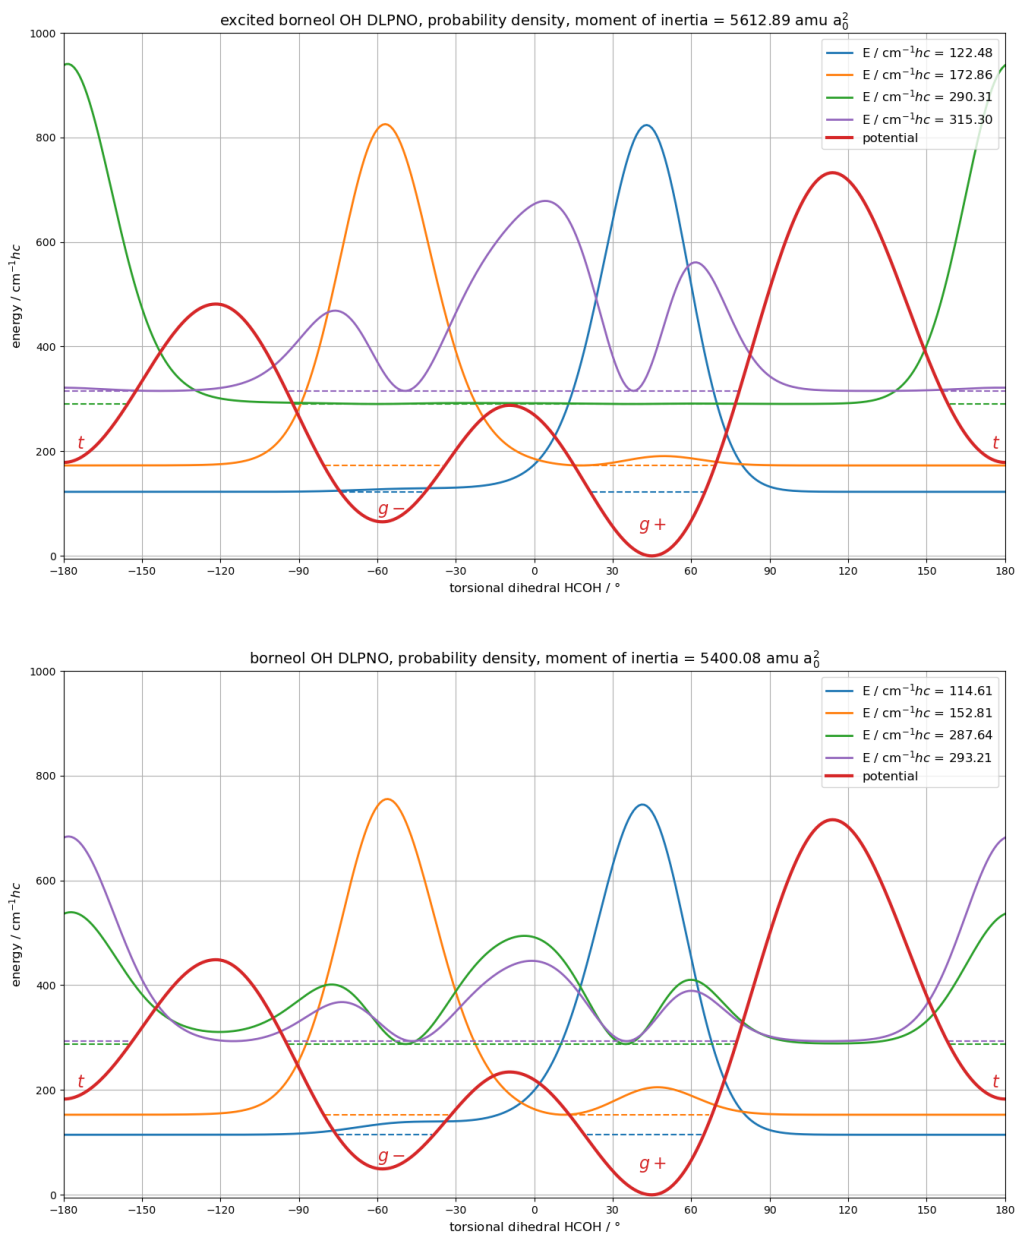 excited borneol OH DLPNO, probability density, moment of inertia = 5612.89 amu a₀²
1000
800
600
400
200
0
energy / cm⁻¹hc
E / cm⁻¹hc = 122.48
E / cm⁻¹hc = 172.86
E / cm⁻¹hc = 290.31
E / cm⁻¹hc = 315.30
potential
t
g−
g+
t
−180 −150 −120 −90 −60 −30 0 30 60 90 120 150 180
torsional dihedral HCOH / °
borneol OH DLPNO, probability density, moment of inertia = 5400.08 amu a₀²
1000
800
600
400
200
0
energy / cm⁻¹hc
E / cm⁻¹hc = 114.61
E / cm⁻¹hc = 152.81
E / cm⁻¹hc = 287.64
E / cm⁻¹hc = 293.21
potential
t
g−
g+
t
−180 −150 −120 −90 −60 −30 0 30 60 90 120 150 180
torsional dihedral HCOH / °